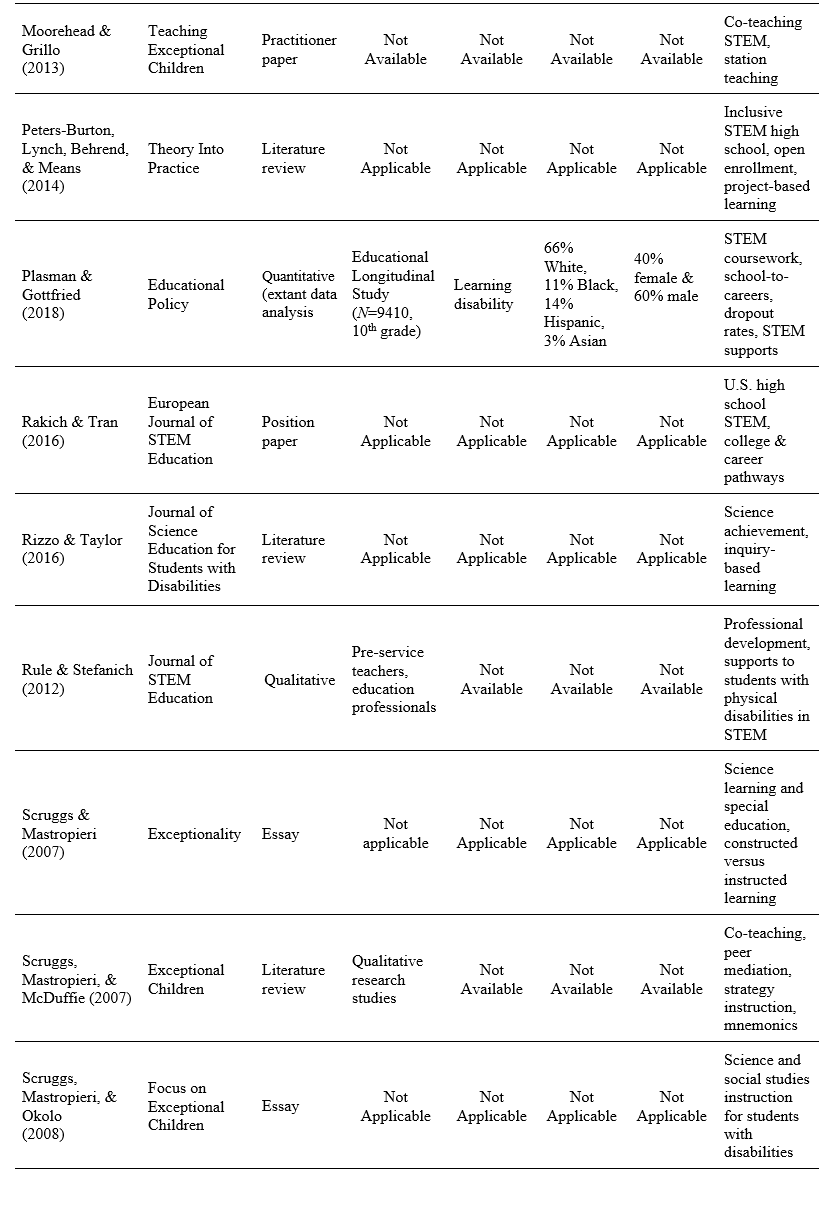 Moorehead &
Grillo
(2013)
Teaching
Exceptional
Children
Practitioner
paper
Not
Available
Not
Available
Not
Available
Not
Available
Co-teaching
STEM,
station
teaching
Peters-Burton,
Lynch, Behrend,
& Means
(2014)
Theory Into
Practice
Literature
review
Not
Applicable
Not
Applicable
Not
Applicable
Not
Applicable
Inclusive
STEM high
school, open
enrollment,
project-based
learning
Plasman &
Gottfried
(2018)
Educational
Policy
Quantitative
(extant data
analysis
Educational
Longitudinal
Study
(N=9410,
10th grade)
Learning
disability
66%
White,
11% Black,
14%
Hispanic,
3% Asian
40%
female &
60% male
STEM
coursework,
school-to-
careers,
dropout
rates, STEM
supports
Rakich & Tran
(2016)
European
Journal of
STEM
Education
Position
paper
Not
Applicable
Not
Applicable
Not
Applicable
Not
Applicable
U.S. high
school
STEM,
college &
career
pathways
Rizzo & Taylor
(2016)
Journal of
Science
Education for
Students with
Disabilities
Literature
review
Not
Applicable
Not
Applicable
Not
Applicable
Not
Applicable
Science
achievement,
inquiry-
based
learning
Rule & Stefanich
(2012)
Journal of
STEM
Education
Qualitative
Pre-service
teachers,
education
professionals
Not
Available
Not
Available
Not
Available
Professional
development,
supports to
students with
physical
disabilities in
STEM
Scruggs &
Mastropieri
(2007)
Exceptionality
Essay
Not
applicable
Not
Applicable
Not
Applicable
Not
Applicable
Science
learning and
special
education,
constructed
versus
instructed
learning
Scruggs,
Mastropieri, &
McDuffie (2007)
Exceptional
Children
Literature
review
Qualitative
research
studies
Not
Available
Not
Available
Not
Available
Co-teaching,
peer
mediation,
strategy
instruction,
mnemonics
Scruggs,
Mastropieri, &
Okolo
(2008)
Focus on
Exceptional
Children
Essay
Not
Applicable
Not
Applicable
Not
Applicable
Not
Applicable
Science and
social studies
instruction
for students
with
disabilities